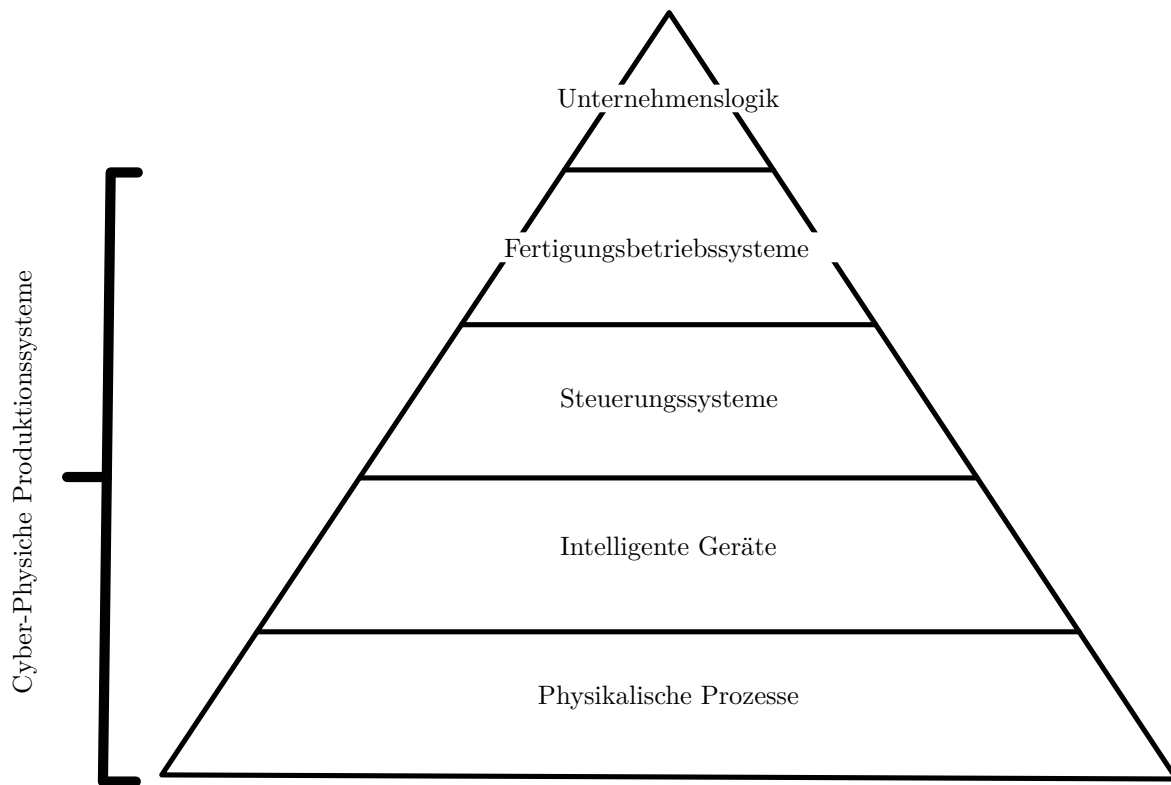 Unternehmenslogik
Fertigungsbetriebssysteme
Steuerungssysteme
Intelligente Geräte
Physikalische Prozesse
Cyber-Physiche Produktionssysteme